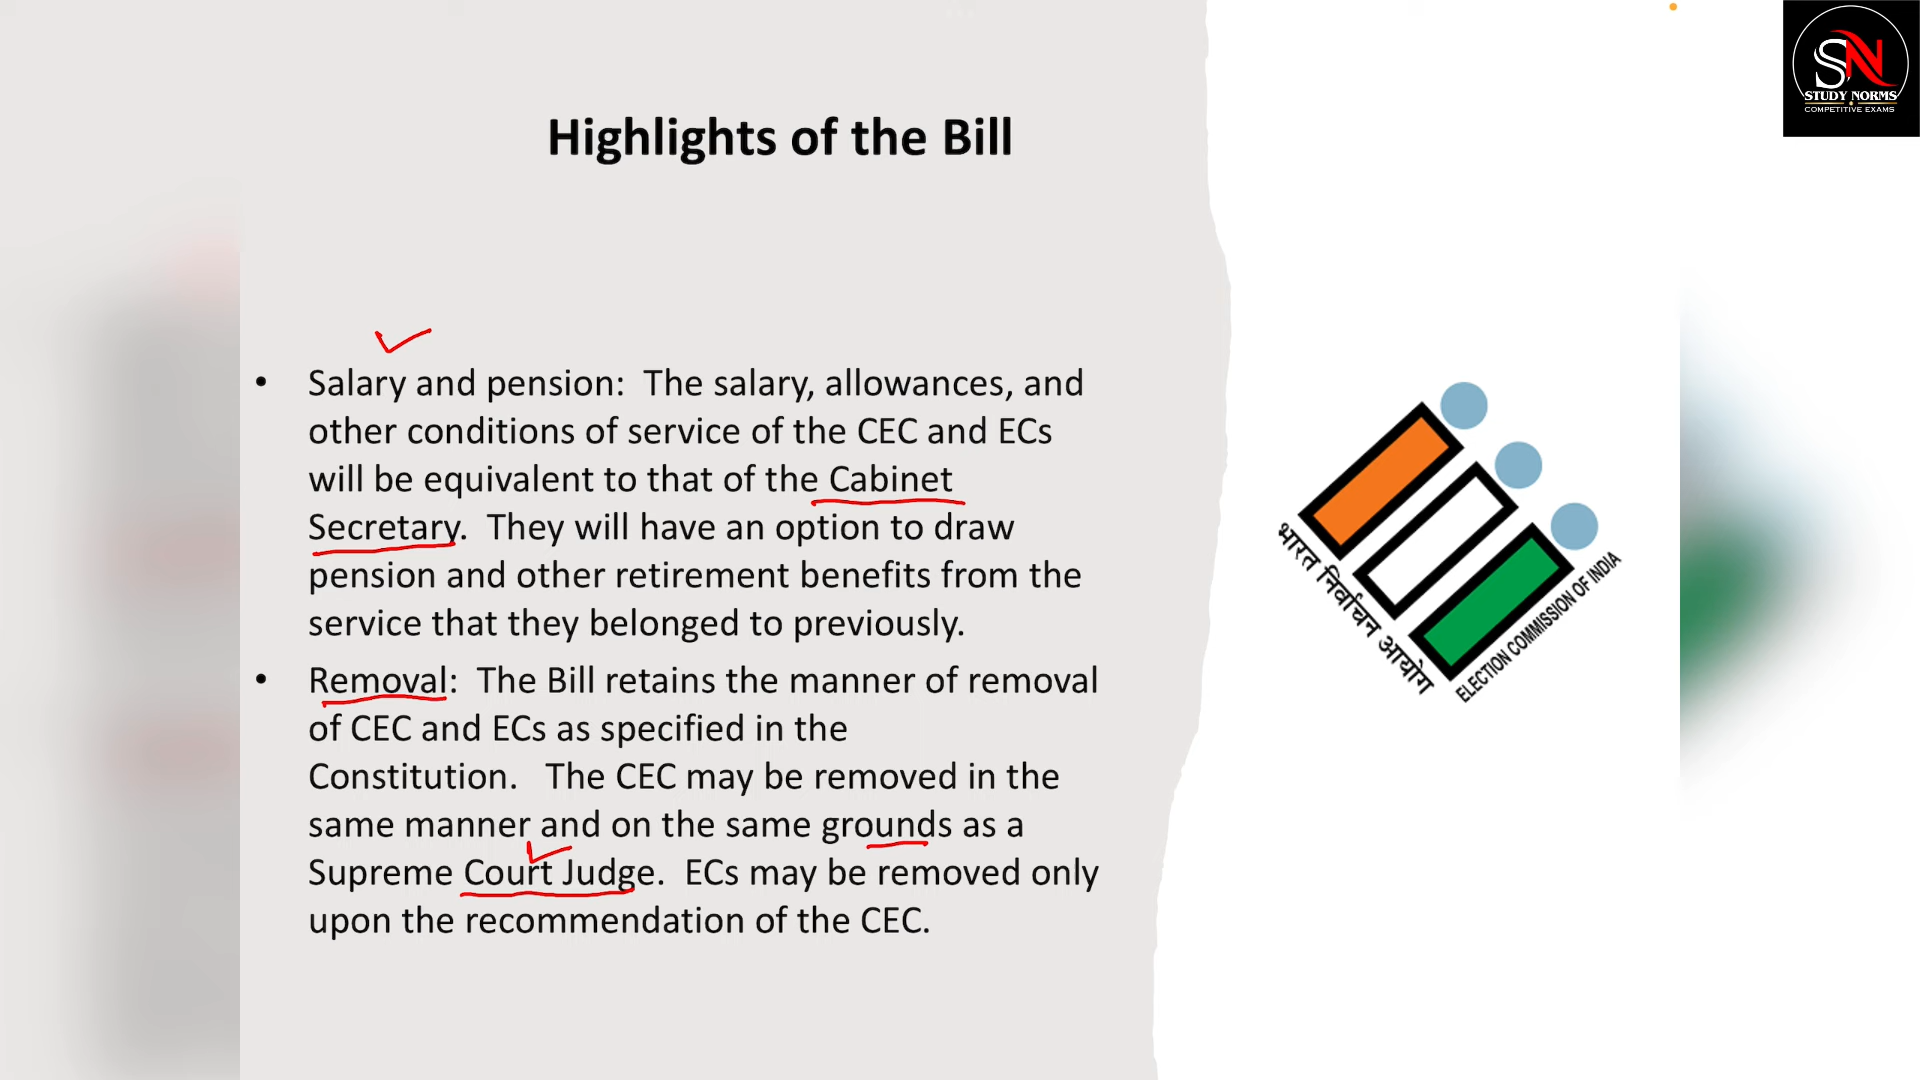 SN
STUDY NORMS
COMPETITIVE EXAMS
Highlights of the Bill
• Salary and pension:  The salary, allowances, and
other conditions of service of the CEC and ECs
will be equivalent to that of the Cabinet
Secretary.  They will have an option to draw
pension and other retirement benefits from the
service that they belonged to previously.
• Removal:  The Bill retains the manner of removal
of CEC and ECs as specified in the
Constitution.   The CEC may be removed in the
same manner and on the same grounds as a
Supreme Court Judge.  ECs may be removed only
upon the recommendation of the CEC.
भारत निर्वाचन आयोग
ELECTION COMMISSION OF INDIA